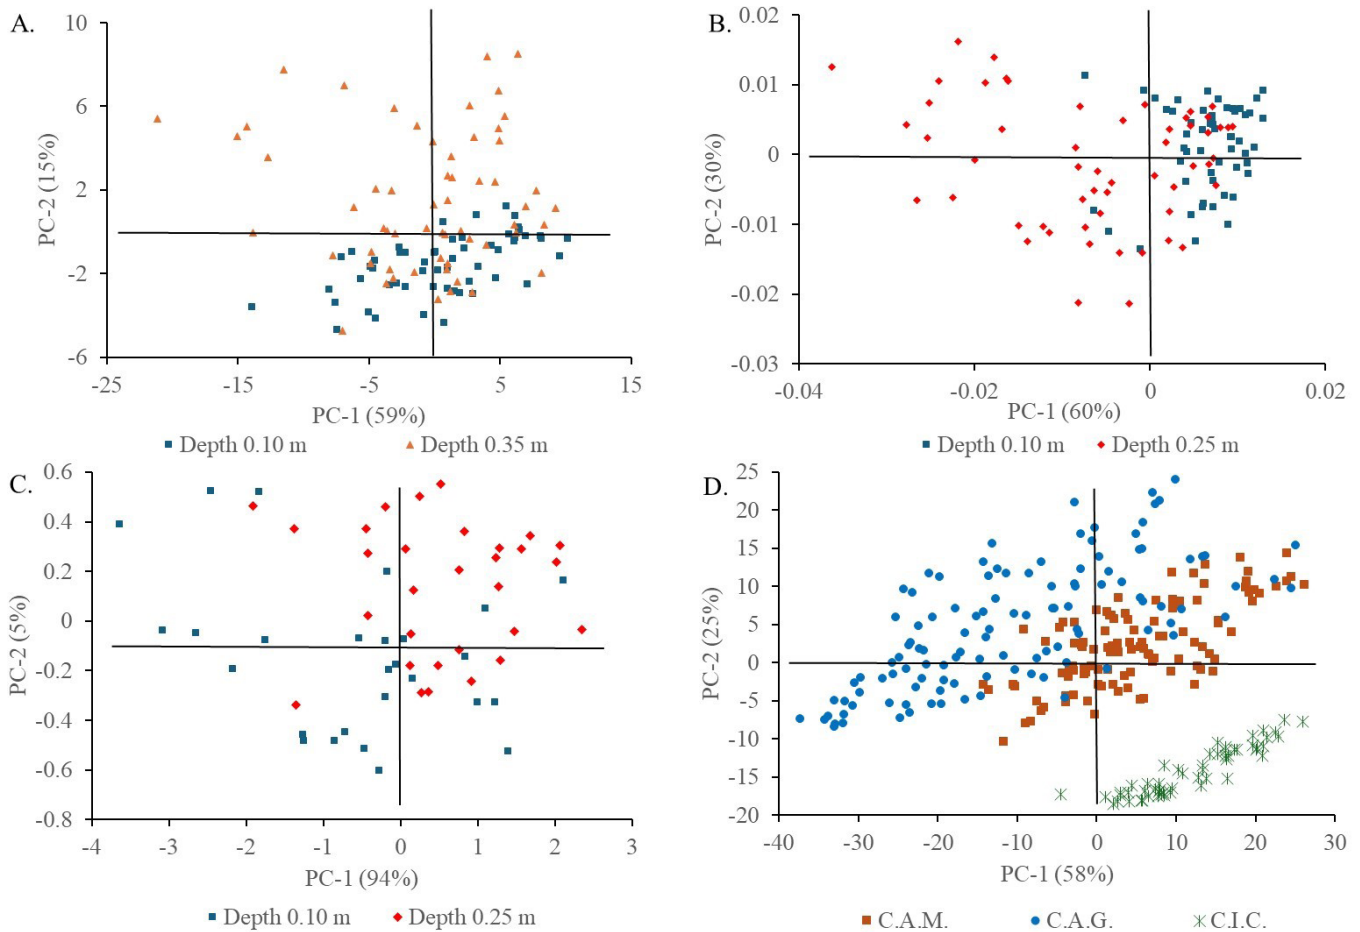 A.
10
6
2
-2
-6
PC-2 (15%)
-25 -15 -5 5 15
PC-1 (59%)
Depth 0.10 m Depth 0.35 m
B.
0.02
0.01
0
-0.01
-0.02
-0.03
PC-2 (30%)
-0.04 -0.02 0 0.02
PC-1 (60%)
Depth 0.10 m Depth 0.25 m
C.
0.6
0.4
0.2
0
-0.2
-0.4
-0.6
-0.8
PC-2 (5%)
-4 -3 -2 -1 0 1 2 3
PC-1 (94%)
Depth 0.10 m Depth 0.25 m
D.
25
20
15
10
5
0
-5
-10
-15
-20
PC-2 (25%)
-40 -30 -20 -10 0 10 20 30
PC-1 (58%)
C.A.M. C.A.G. C.I.C.